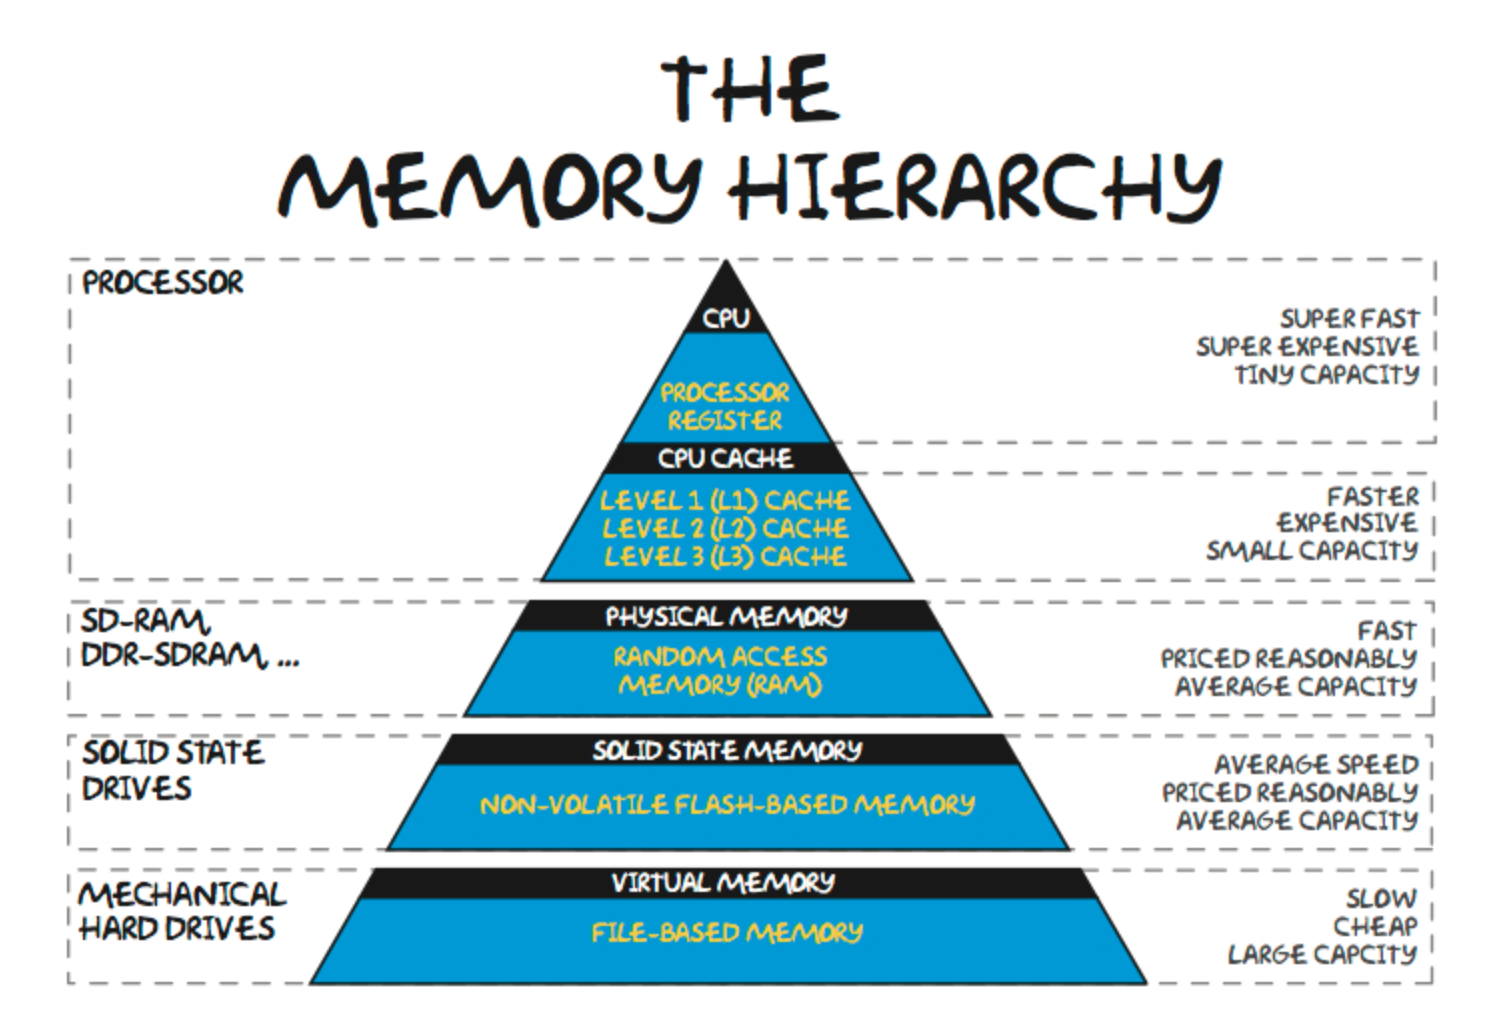 THE
MEMORY HIERARCHY
PROCESSOR
CPU
PROCESSOR
REGISTER
SUPER FAST
SUPER EXPENSIVE
TINY CAPACITY
CPU CACHE
LEVEL 1 (L1) CACHE
LEVEL 2 (L2) CACHE
LEVEL 3 (L3) CACHE
FASTER
EXPENSIVE
SMALL CAPACITY
SD-RAM,
DDR-SDRAM, ...
PHYSICAL MEMORY
RANDOM ACCESS
MEMORY (RAM)
FAST
PRICED REASONABLY
AVERAGE CAPACITY
SOLID STATE
DRIVES
SOLID STATE MEMORY
NON-VOLATILE FLASH-BASED MEMORY
AVERAGE SPEED
PRICED REASONABLY
AVERAGE CAPACITY
MECHANICAL
HARD DRIVES
VIRTUAL MEMORY
FILE-BASED MEMORY
SLOW
CHEAP
LARGE CAPCITY